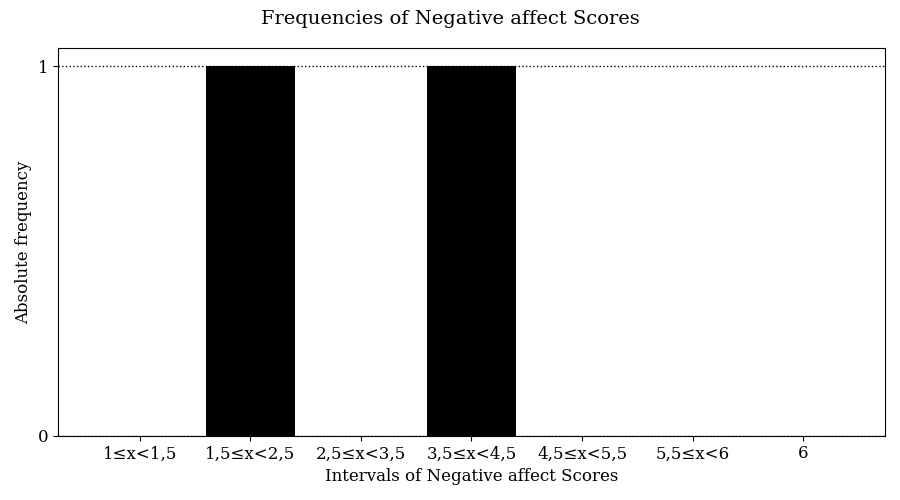 Frequencies of Negative affect Scores
Absolute frequency
1
0
1≤x<1,5 1,5≤x<2,5 2,5≤x<3,5 3,5≤x<4,5 4,5≤x<5,5 5,5≤x<6 6
Intervals of Negative affect Scores